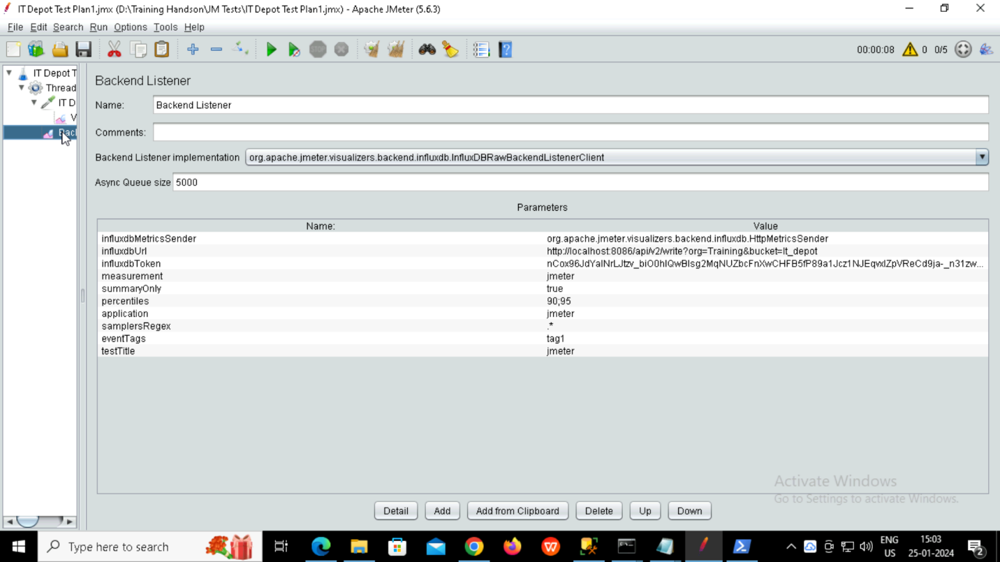 IT Depot Test Plan1.jmx (D:\Training Handson\JM Tests\IT Depot Test Plan1.jmx) - Apache JMeter (5.6.3)
File Edit Search Run Options Tools Help
STOP
00:00:08 0 0/5
IT Depot T
Thread
IT D
V
Bacl
Backend Listener
Name: Backend Listener
Comments:
Backend Listener implementation org.apache.jmeter.visualizers.backend.influxdb.InfluxDBRawBackendListenerClient
Async Queue size 5000
Parameters
Name: Value
influxdbMetricsSender org.apache.jmeter.visualizers.backend.influxdb.HttpMetricsSender
influxdbUrl http://localhost:8086/api/v2/write?org=Training&bucket=It_depot
influxdbToken
measurement jmeter
summaryOnly true
percentiles 90;95
application jmeter
samplersRegex .*
eventTags tag1
testTitle jmeter
Detail Add Add from Clipboard Delete Up Down
Activate Windows
Go to Settings to activate Windows.
Type here to search
ENG
US
15:03
25-01-2024
2